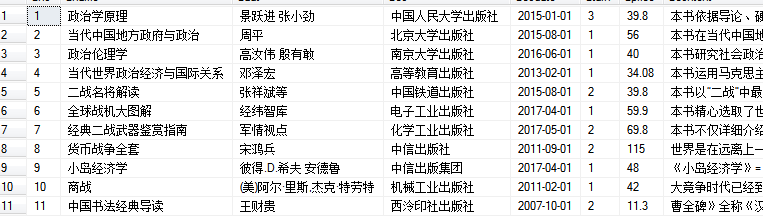 1 1 政治学原理 景跃进 张小劲 中国人民大学出版社 2015-01-01 3 39.8 本书依据导论、硬
2 2 当代中国地方政府与政治 周平 北京大学出版社 2015-08-01 1 56 本书在当代中国地
3 3 政治伦理学 高汝伟 殷有敢 南京大学出版社 2016-06-01 1 40 本书研究社会政治
4 4 当代世界政治经济与国际关系 邓泽宏 高等教育出版社 2013-02-01 1 34.08 本书运用马克思主
5 5 二战名将解读 张祥斌等 中国铁道出版社 2015-08-01 2 39.8 本书以“二战”中最
6 6 全球战机大图解 经纬智库 电子工业出版社 2017-04-01 1 59.9 本书精心选取了世
7 7 经典二战武器鉴赏指南 军情视点 化学工业出版社 2017-05-01 2 69.8 本书不仅详细介绍
8 8 货币战争全套 宋鸿兵 中信出版社 2011-09-01 2 115 世界是在远离上一
9 9 小岛经济学 彼得.D.希夫 安德鲁 中信出版集团 2017-04-01 1 48 《小岛经济学》=
10 10 商战 (美)阿尔·里斯.杰克·特劳特 机械工业出版社 2011-02-01 1 42 大竞争时代已经到
11 11 中国书法经典导读 王财贵 西泠印社出版社 2007-10-01 2 11.3 曹全碑》全称《汉